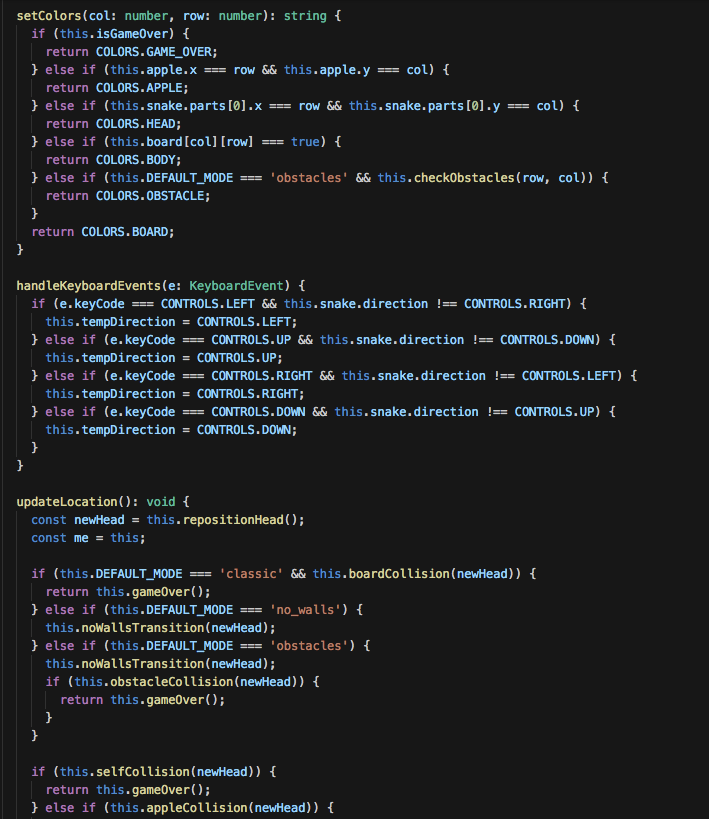 setColors(col: number, row: number): string {
  if (this.isGameOver) {
    return COLORS.GAME_OVER;
  } else if (this.apple.x === row && this.apple.y === col) {
    return COLORS.APPLE;
  } else if (this.snake.parts[0].x === row && this.snake.parts[0].y === col) {
    return COLORS.HEAD;
  } else if (this.board[col][row] === true) {
    return COLORS.BODY;
  } else if (this.DEFAULT_MODE === 'obstacles' && this.checkObstacles(row, col)) {
    return COLORS.OBSTACLE;
  }
  return COLORS.BOARD;
}

handleKeyboardEvents(e: KeyboardEvent) {
  if (e.keyCode === CONTROLS.LEFT && this.snake.direction !== CONTROLS.RIGHT) {
    this.tempDirection = CONTROLS.LEFT;
  } else if (e.keyCode === CONTROLS.UP && this.snake.direction !== CONTROLS.DOWN) {
    this.tempDirection = CONTROLS.UP;
  } else if (e.keyCode === CONTROLS.RIGHT && this.snake.direction !== CONTROLS.LEFT) {
    this.tempDirection = CONTROLS.RIGHT;
  } else if (e.keyCode === CONTROLS.DOWN && this.snake.direction !== CONTROLS.UP) {
    this.tempDirection = CONTROLS.DOWN;
  }
}

updateLocation(): void {
  const newHead = this.repositionHead();
  const me = this;

  if (this.DEFAULT_MODE === 'classic' && this.boardCollision(newHead)) {
    return this.gameOver();
  } else if (this.DEFAULT_MODE === 'no_walls') {
    this.noWallsTransition(newHead);
  } else if (this.DEFAULT_MODE === 'obstacles') {
    this.noWallsTransition(newHead);
    if (this.obstacleCollision(newHead)) {
      return this.gameOver();
    }
  }

  if (this.selfCollision(newHead)) {
    return this.gameOver();
  } else if (this.appleCollision(newHead)) {